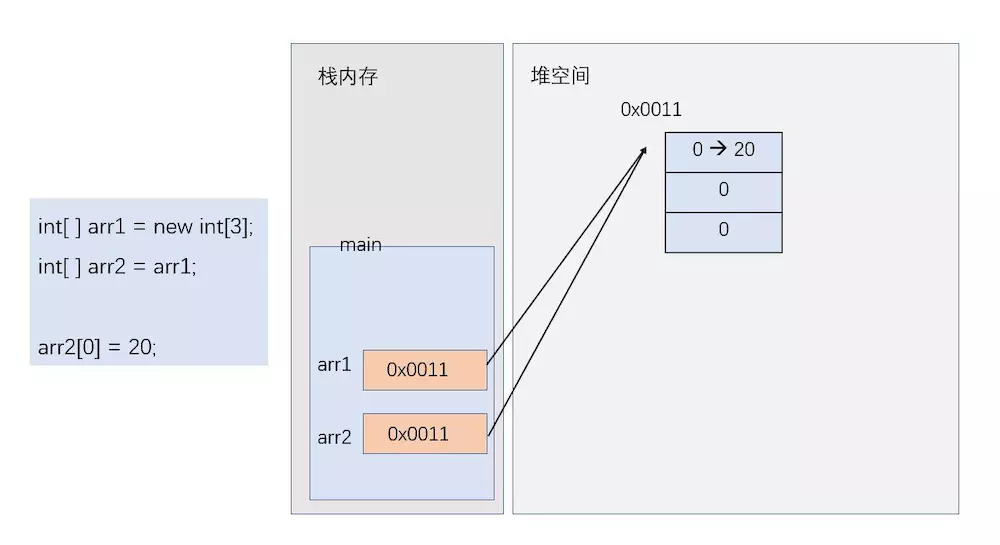 int[ ] arr1 = new int[3];
int[ ] arr2 = arr1;
arr2[0] = 20;
栈内存
main
arr1
0x0011
arr2
0x0011
堆空间
0x0011
0 → 20
0
0